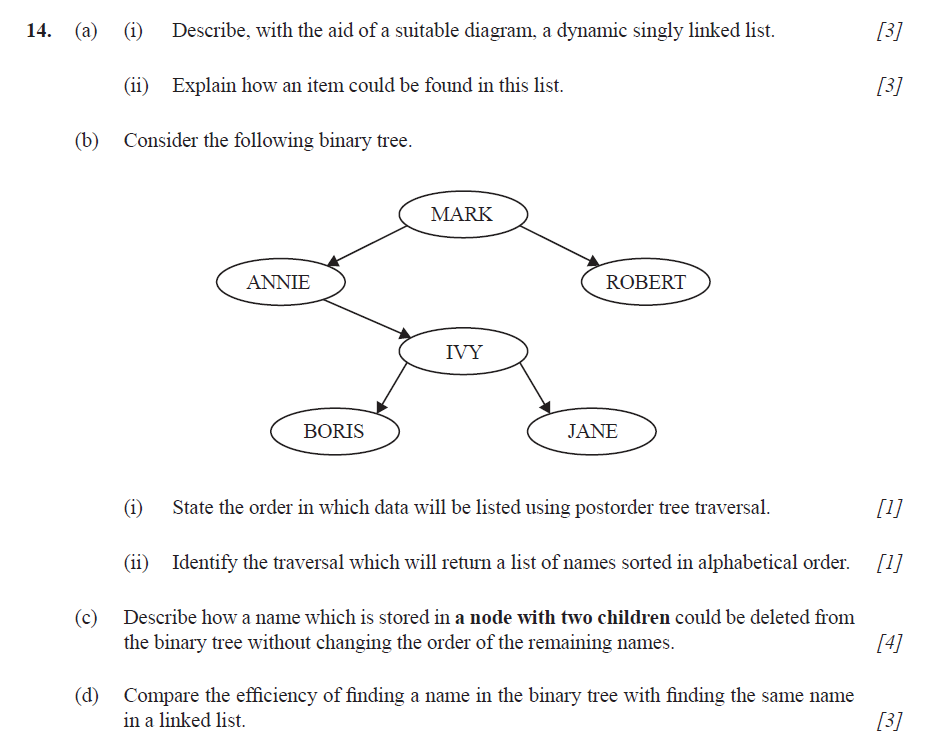 14. (a) (i) Describe, with the aid of a suitable diagram, a dynamic singly linked list. [3]
(ii) Explain how an item could be found in this list. [3]
(b) Consider the following binary tree.
MARK
ANNIE ROBERT
IVY
BORIS JANE
(i) State the order in which data will be listed using postorder tree traversal. [1]
(ii) Identify the traversal which will return a list of names sorted in alphabetical order. [1]
(c) Describe how a name which is stored in a node with two children could be deleted from
the binary tree without changing the order of the remaining names. [4]
(d) Compare the efficiency of finding a name in the binary tree with finding the same name
in a linked list. [3]